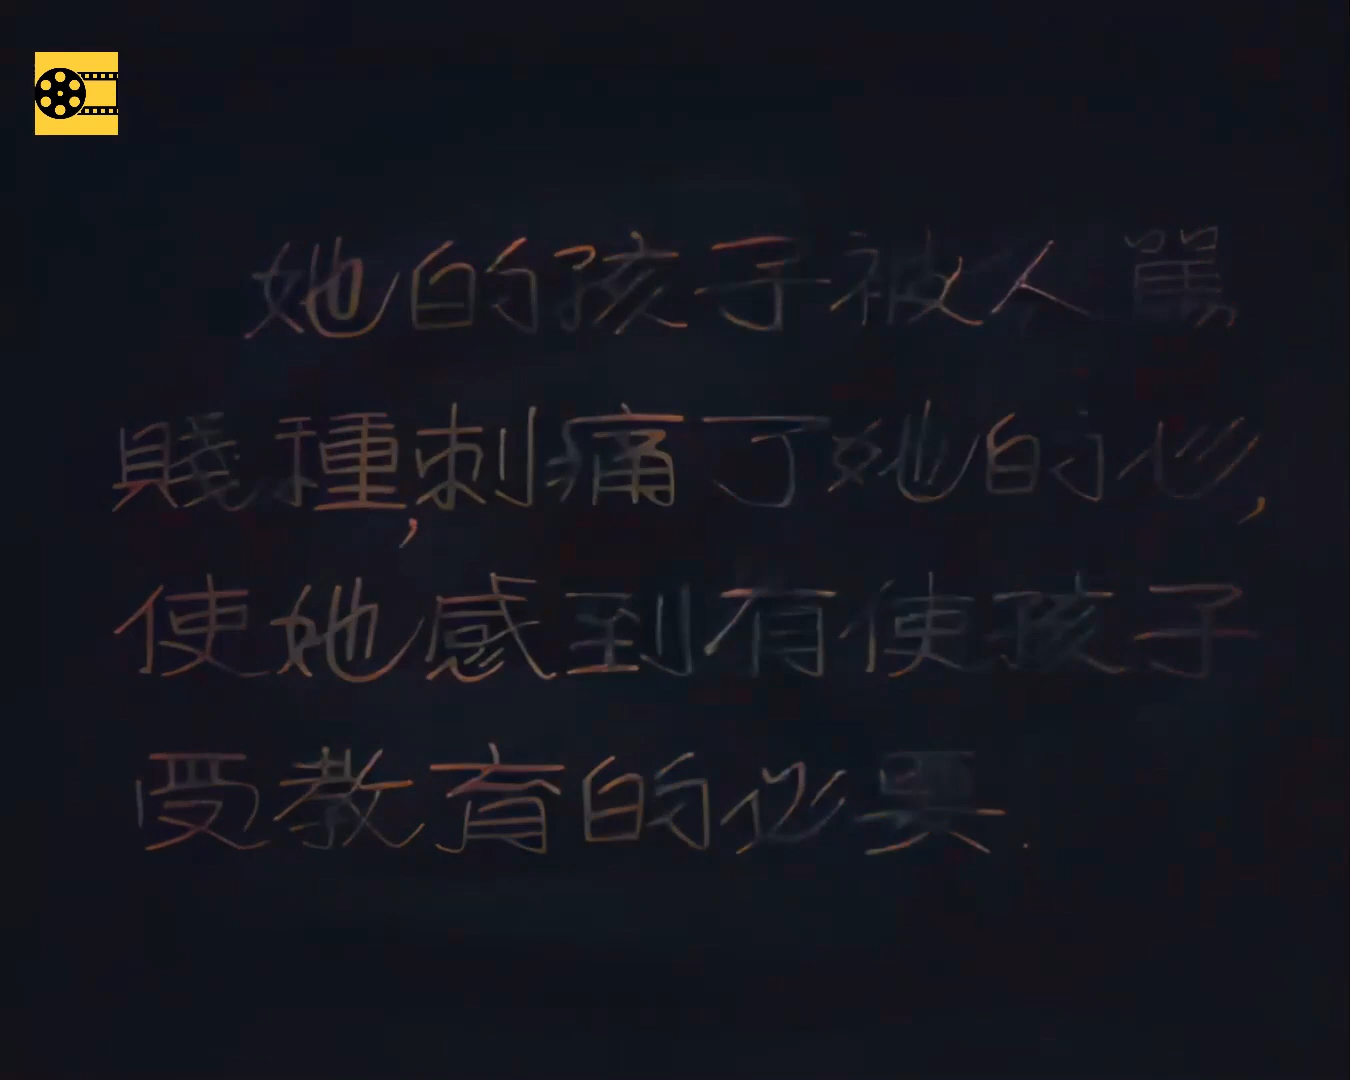 她的孩子被人罵
賤種,刺痛了她的心,
使她感到有使孩子
受教育的必要.